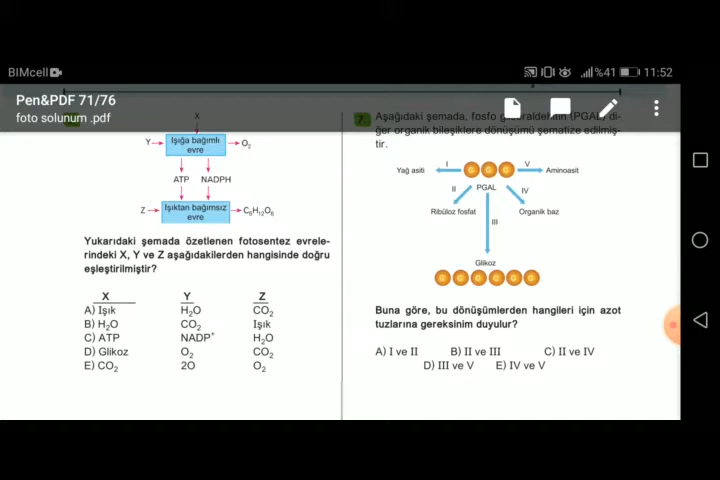 BIMcell
%41 11:52
Pen&PDF 71/76
foto solunum .pdf
X
Y
Işığa bağımlı
evre
O₂
ATP NADPH
Z
Işıktan bağımsız
evre
C₆H₁₂O₆
Yukarıdaki şemada özetlenen fotosentez evrele-
rindeki X, Y ve Z aşağıdakilerden hangisinde doğru
eşleştirilmiştir?
X Y Z
A) Işık H₂O CO₂
B) H₂O CO₂ Işık
C) ATP NADP⁺ H₂O
D) Glikoz O₂ CO₂
E) CO₂ 2O O₂
7. Aşağıdaki şemada, fosfo (PGAL) di-
ğer organik bileşiklere dönüşümü şematize edilmiş-
tir.
Yağ asiti I G G G V Aminoasit
II PGAL IV
Ribüloz fosfat Organik baz
III
Glikoz
G G G G G G
Buna göre, bu dönüşümlerden hangileri için azot
tuzlarına gereksinim duyulur?
A) I ve II B) II ve III C) II ve IV
D) III ve V E) IV ve V